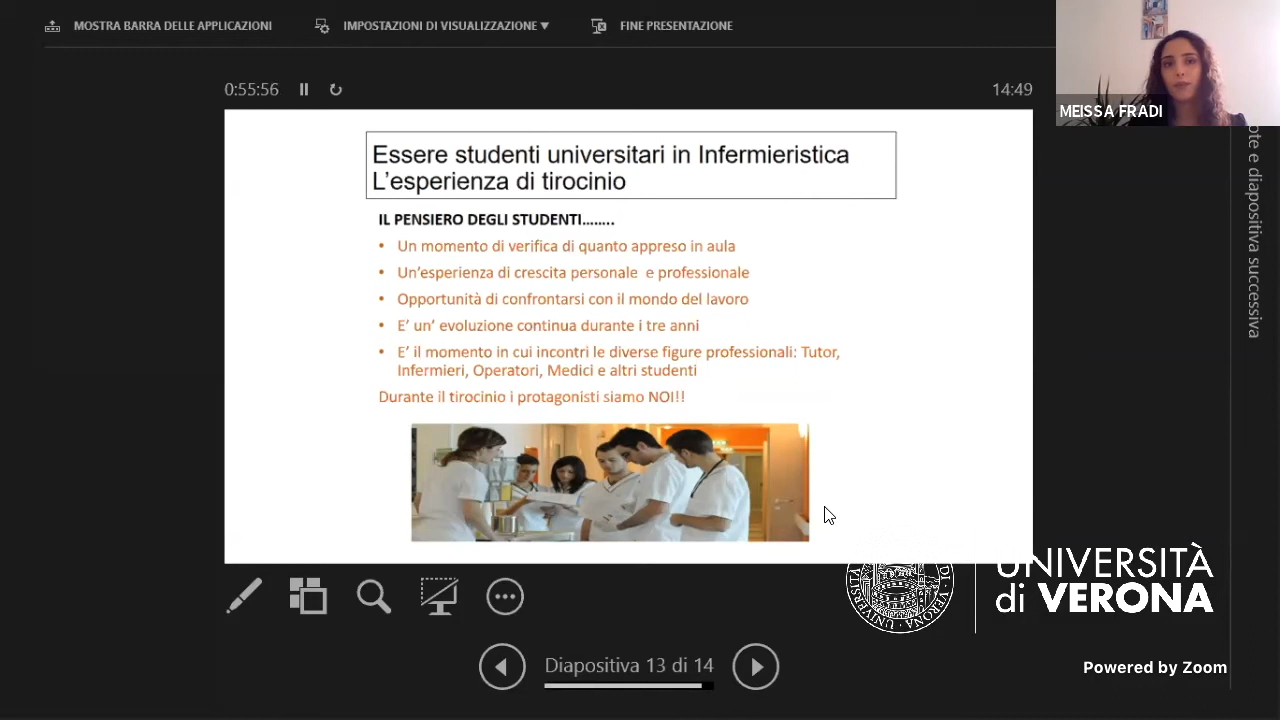 MOSTRA BARRA DELLE APPLICAZIONI
IMPOSTAZIONI DI VISUALIZZAZIONE ▼
FINE PRESENTAZIONE
MEISSA FRADI
0:55:56
14:49
Essere studenti universitari in Infermieristica
L'esperienza di tirocinio
IL PENSIERO DEGLI STUDENTI........
• Un momento di verifica di quanto appreso in aula
• Un'esperienza di crescita personale e professionale
• Opportunità di confrontarsi con il mondo del lavoro
• E' un' evoluzione continua durante i tre anni
• E' il momento in cui incontri le diverse figure professionali: Tutor,
Infermieri, Operatori, Medici e altri studenti
Durante il tirocinio i protagonisti siamo NOI!!
ote e diapositiva successiva
UNIVERSITÀ
di VERONA
Diapositiva 13 di 14
Powered by Zoom